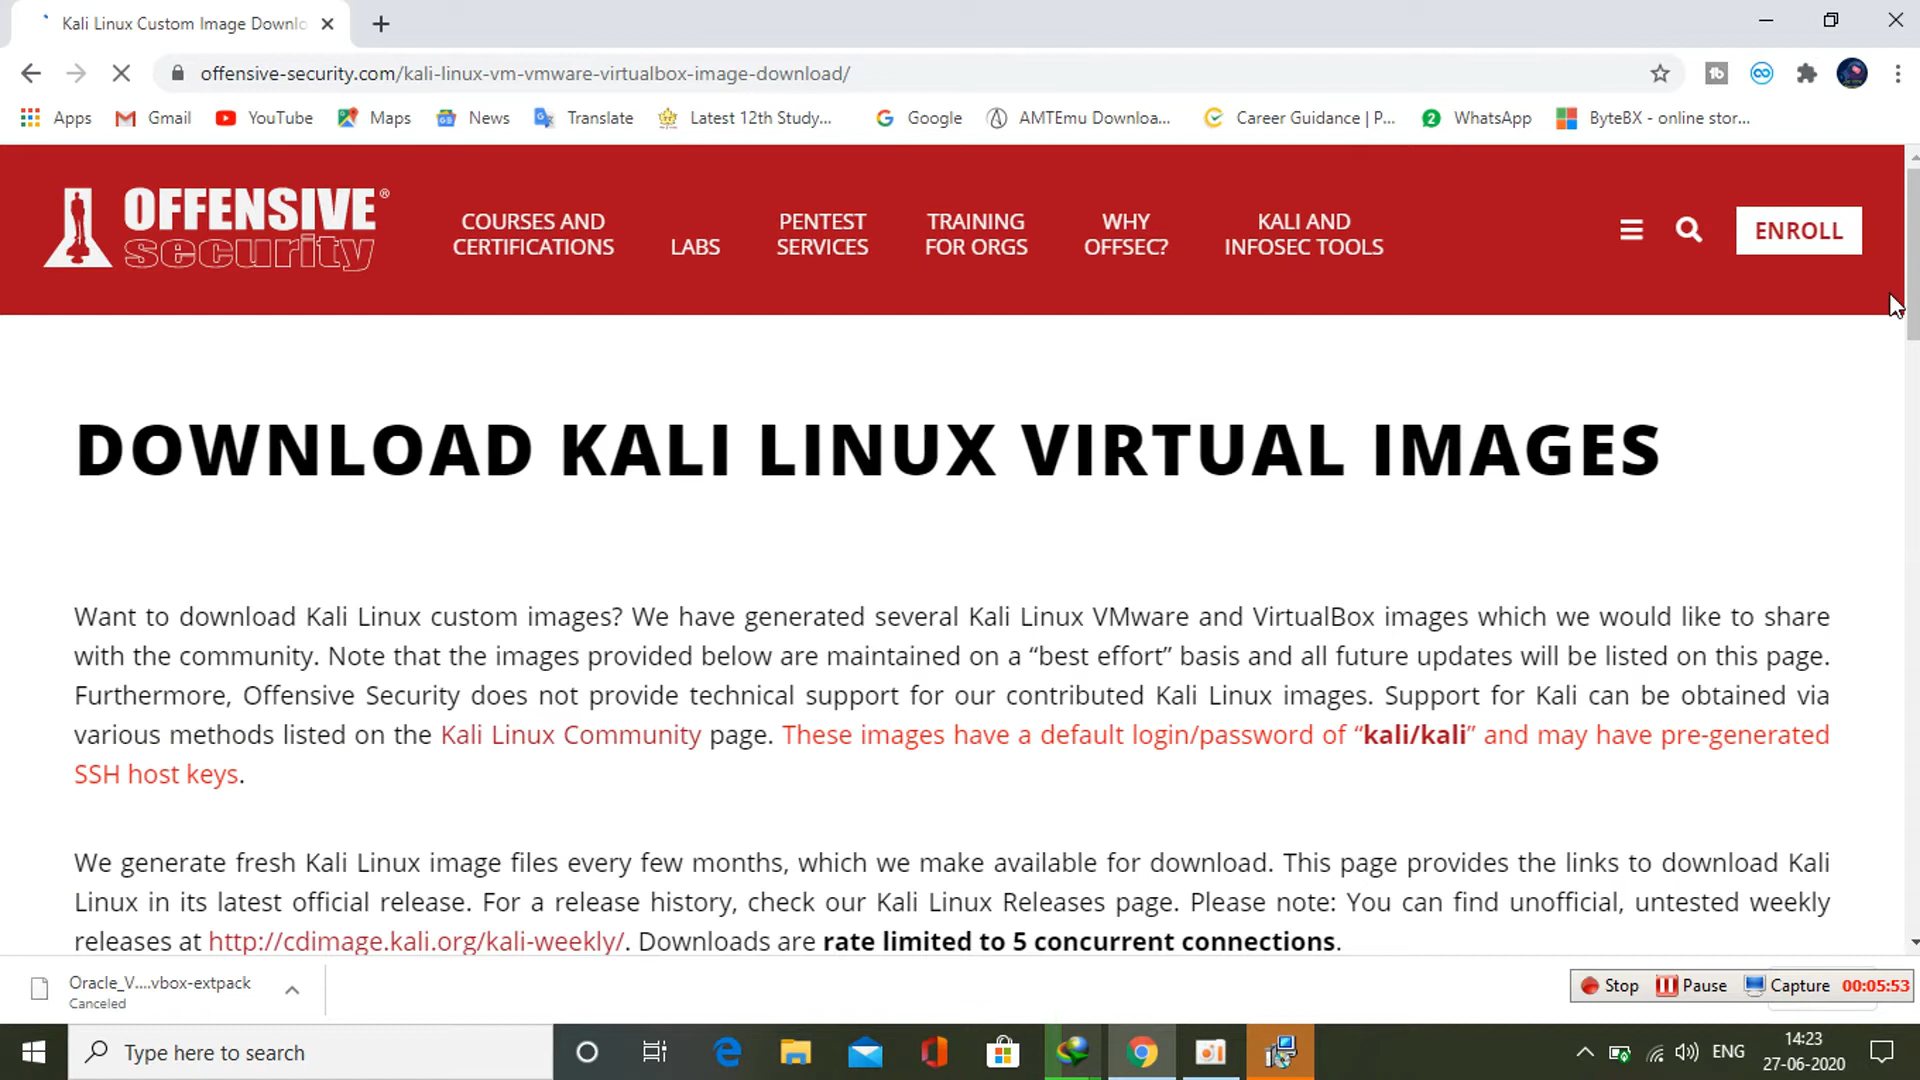 Kali Linux Custom Image Downlo
offensive-security.com/kali-linux-vm-vmware-virtualbox-image-download/
Apps Gmail YouTube Maps News Translate Latest 12th Study... Google AMTEmu Downloa... Career Guidance | P... 2 WhatsApp ByteBX - online stor...
OFFENSIVE®
security
COURSES AND
CERTIFICATIONS
LABS
PENTEST
SERVICES
TRAINING
FOR ORGS
WHY
OFFSEC?
KALI AND
INFOSEC TOOLS
ENROLL
DOWNLOAD KALI LINUX VIRTUAL IMAGES
Want to download Kali Linux custom images? We have generated several Kali Linux VMware and VirtualBox images which we would like to share
with the community. Note that the images provided below are maintained on a “best effort” basis and all future updates will be listed on this page.
Furthermore, Offensive Security does not provide technical support for our contributed Kali Linux images. Support for Kali can be obtained via
various methods listed on the Kali Linux Community page. These images have a default login/password of “kali/kali” and may have pre-generated
SSH host keys.
We generate fresh Kali Linux image files every few months, which we make available for download. This page provides the links to download Kali
Linux in its latest official release. For a release history, check our Kali Linux Releases page. Please note: You can find unofficial, untested weekly
releases at http://cdimage.kali.org/kali-weekly/. Downloads are rate limited to 5 concurrent connections.
Oracle_V....vbox-extpack
Canceled
Stop Pause Capture 00:05:53
Type here to search
ENG
14:23
27-06-2020